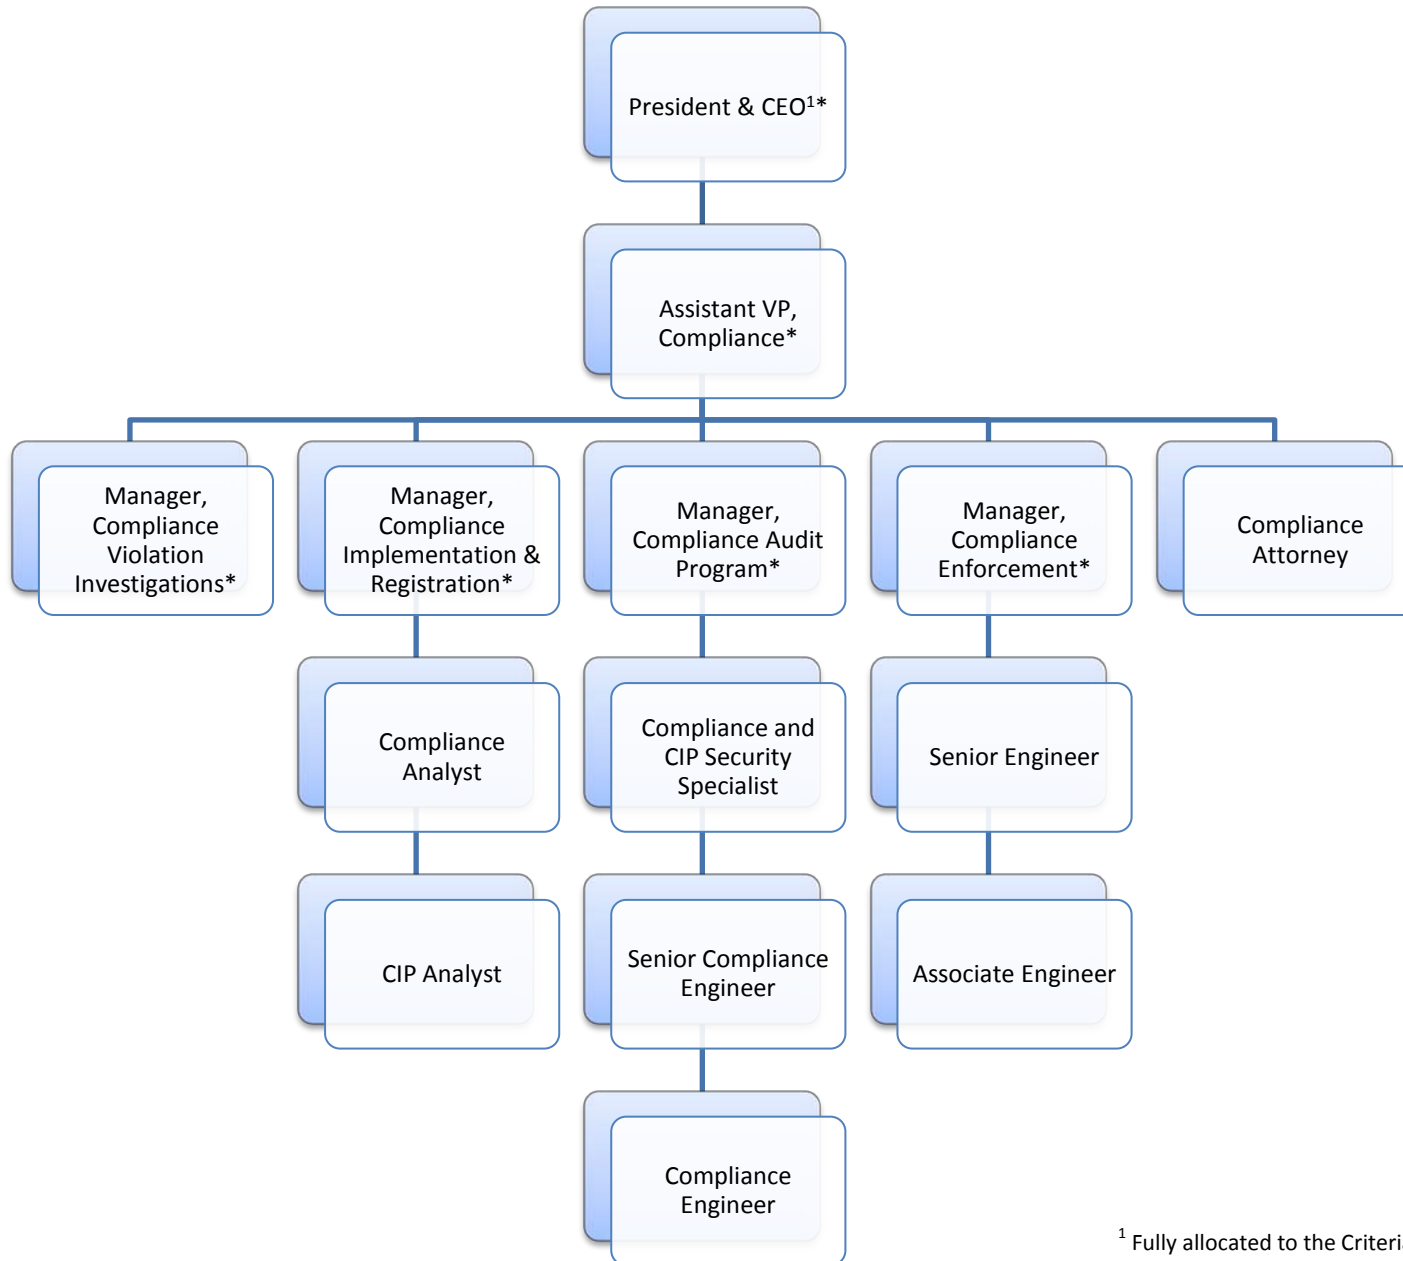 President & CEO¹*
Assistant VP,
Compliance*
Manager,
Compliance
Violation
Investigations*
Manager,
Compliance
Implementation &
Registration*
Manager,
Compliance Audit
Program*
Manager,
Compliance
Enforcement*
Compliance
Attorney
Compliance
Analyst
Compliance and
CIP Security
Specialist
Senior Engineer
CIP Analyst
Senior Compliance
Engineer
Associate Engineer
Compliance
Engineer
¹ Fully allocated to the Criteria